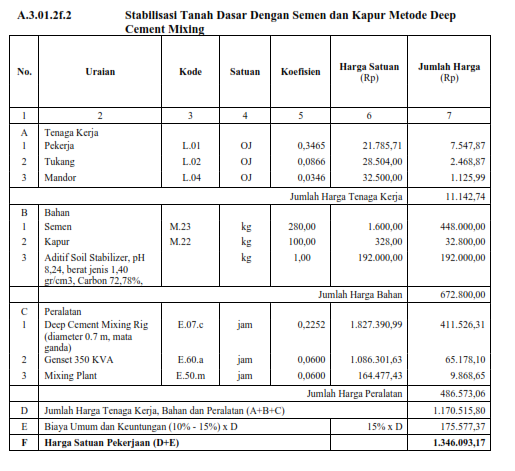 A.3.01.2f.2 Stabilisasi Tanah Dasar Dengan Semen dan Kapur Metode Deep
Cement Mixing
No. Uraian Kode Satuan Koefisien Harga Satuan (Rp) Jumlah Harga (Rp)
1 2 3 4 5 6 7
A Tenaga Kerja
1 Pekerja L.01 OJ 0,3465 21.785,71 7.547,87
2 Tukang L.02 OJ 0,0866 28.504,00 2.468,87
3 Mandor L.04 OJ 0,0346 32.500,00 1.125,99
Jumlah Harga Tenaga Kerja 11.142,74
B Bahan
1 Semen M.23 kg 280,00 1.600,00 448.000,00
2 Kapur M.22 kg 100,00 328,00 32.800,00
3 Aditif Soil Stabilizer, pH kg 1,00 192.000,00 192.000,00
8,24, berat jenis 1,40
gr/cm3, Carbon 72,78%,
Jumlah Harga Bahan 672.800,00
C Peralatan
1 Deep Cement Mixing Rig E.07.c jam 0,2252 1.827.390,99 411.526,31
(diameter 0.7 m, mata
ganda)
2 Genset 350 KVA E.60.a jam 0,0600 1.086.301,63 65.178,10
3 Mixing Plant E.50.m jam 0,0600 164.477,43 9.868,65
Jumlah Harga Peralatan 486.573,06
D Jumlah Harga Tenaga Kerja, Bahan dan Peralatan (A+B+C) 1.170.515,80
E Biaya Umum dan Keuntungan (10% - 15%) x D 15% x D 175.577,37
F Harga Satuan Pekerjaan (D+E) 1.346.093,17